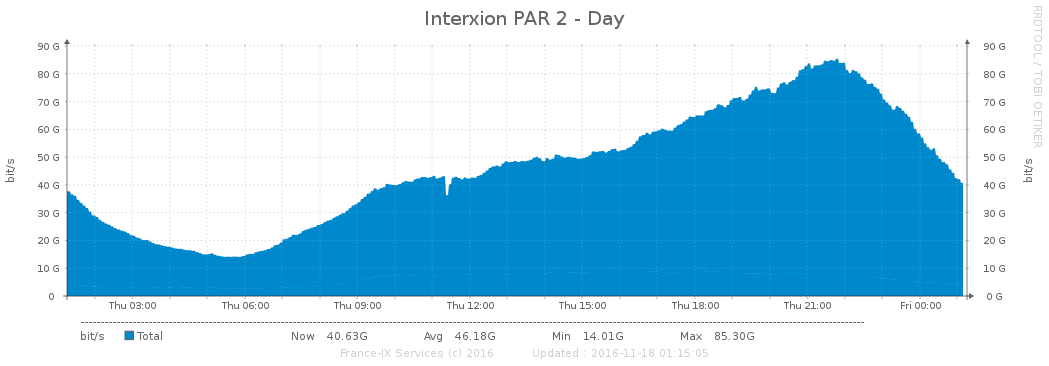 Interxion PAR 2 - Day
RRDTOOL / TOBI OETIKER
bit/s
90 G 90 G
80 G 80 G
70 G 70 G
60 G 60 G
50 G 50 G
40 G 40 G
30 G 30 G
20 G 20 G
10 G 10 G
0 0 G
bit/s
Thu 03:00 Thu 06:00 Thu 09:00 Thu 12:00 Thu 15:00 Thu 18:00 Thu 21:00 Fri 00:00
bit/s Total Now 40.63G Avg 46.18G Min 14.01G Max 85.30G
France-IX Services (c) 2016 Updated : 2016-11-18 01:15:05